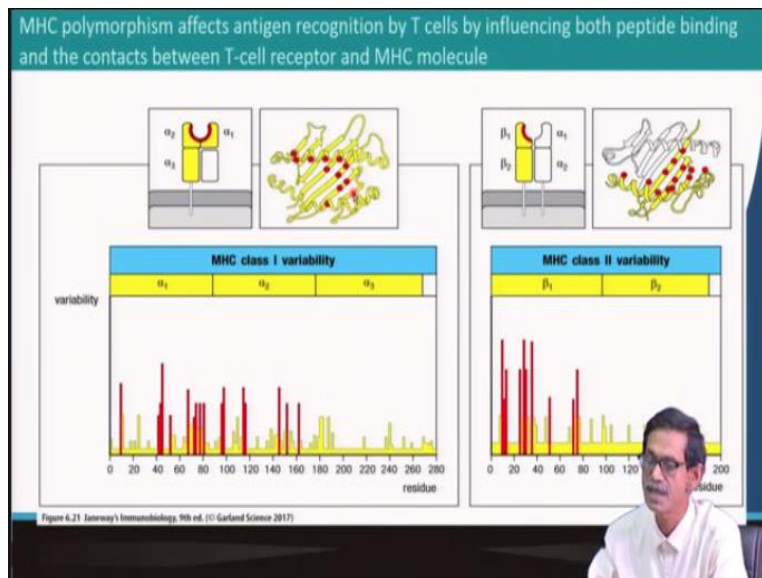 MHC polymorphism affects antigen recognition by T cells by influencing both peptide binding
and the contacts between T-cell receptor and MHC molecule
α2 α1
α3
β1 α1
β2 α2
MHC class I variability
α1 α2 α3
variability
0 20 40 60 80 100 120 140 160 180 200 220 240 260 280
residue
MHC class II variability
β1 β2
0 20 40 60 80 100 120 200
Figure 6.21 Janeway's Immunobiology, 9th ed. (© Garland Science 2017)